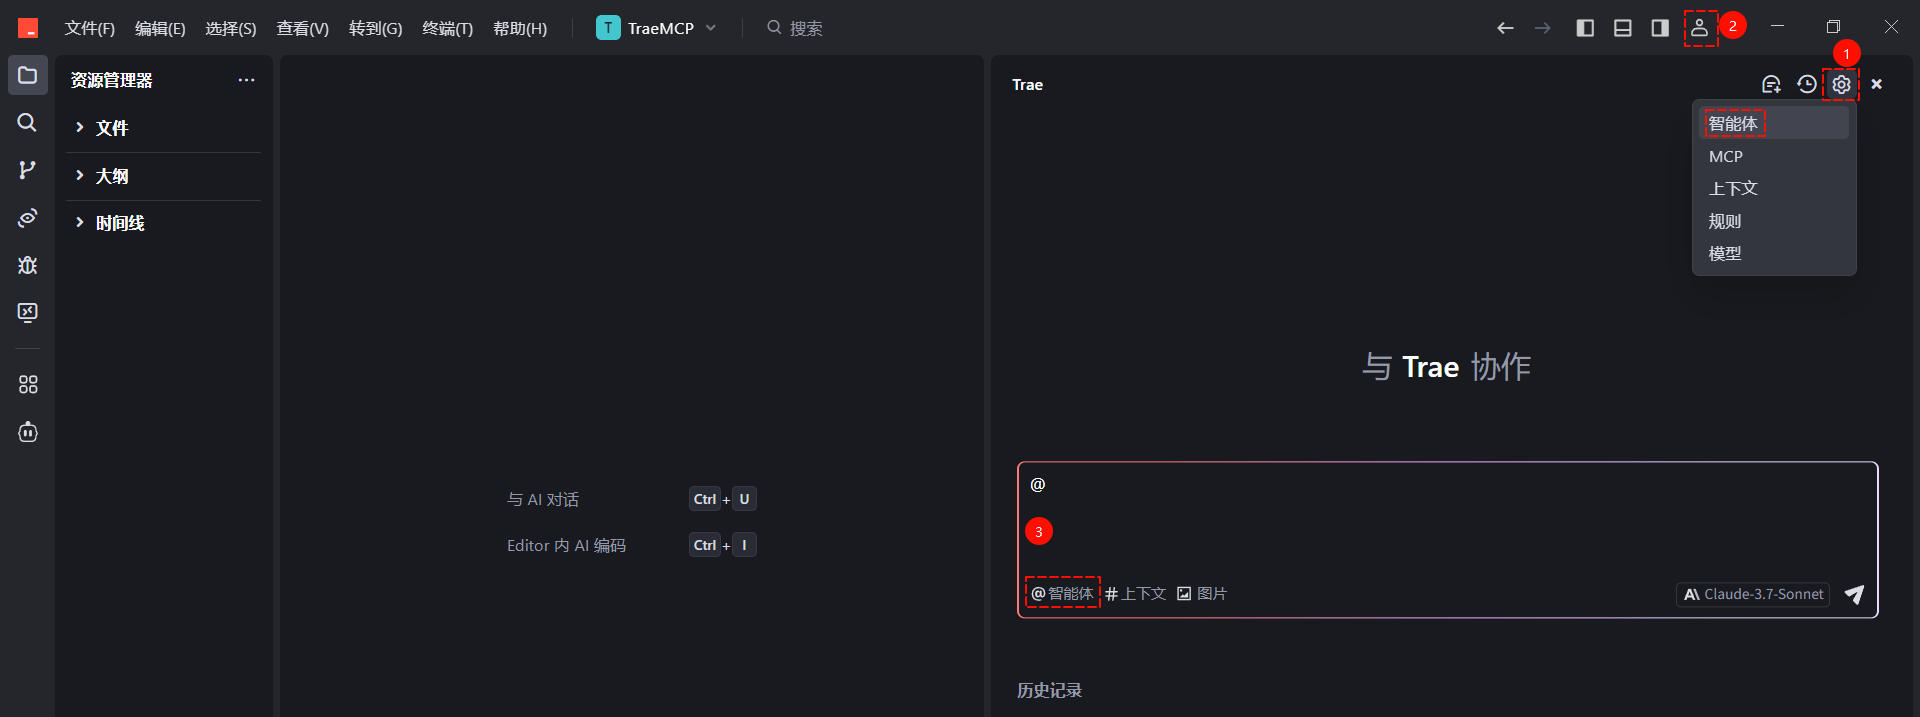 文件(F) 编辑(E) 选择(S) 查看(V) 转到(G) 终端(T) 帮助(H) T TraeMCP 搜索 2
1
资源管理器 ···
文件
大纲
时间线
Trae
智能体
MCP
上下文
规则
模型
与 Trae 协作
与 AI 对话 Ctrl + U
Editor 内 AI 编码 Ctrl + I
@
3
@智能体 #上下文 图片 A\ Claude-3.7-Sonnet
历史记录